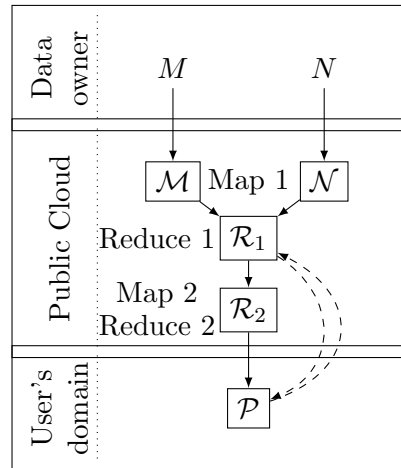 Data
owner
M
N
Public Cloud
ℳ
Map 1
𝒩
Reduce 1
ℛ₁
Map 2
Reduce 2
ℛ₂
User's
domain
𝒫